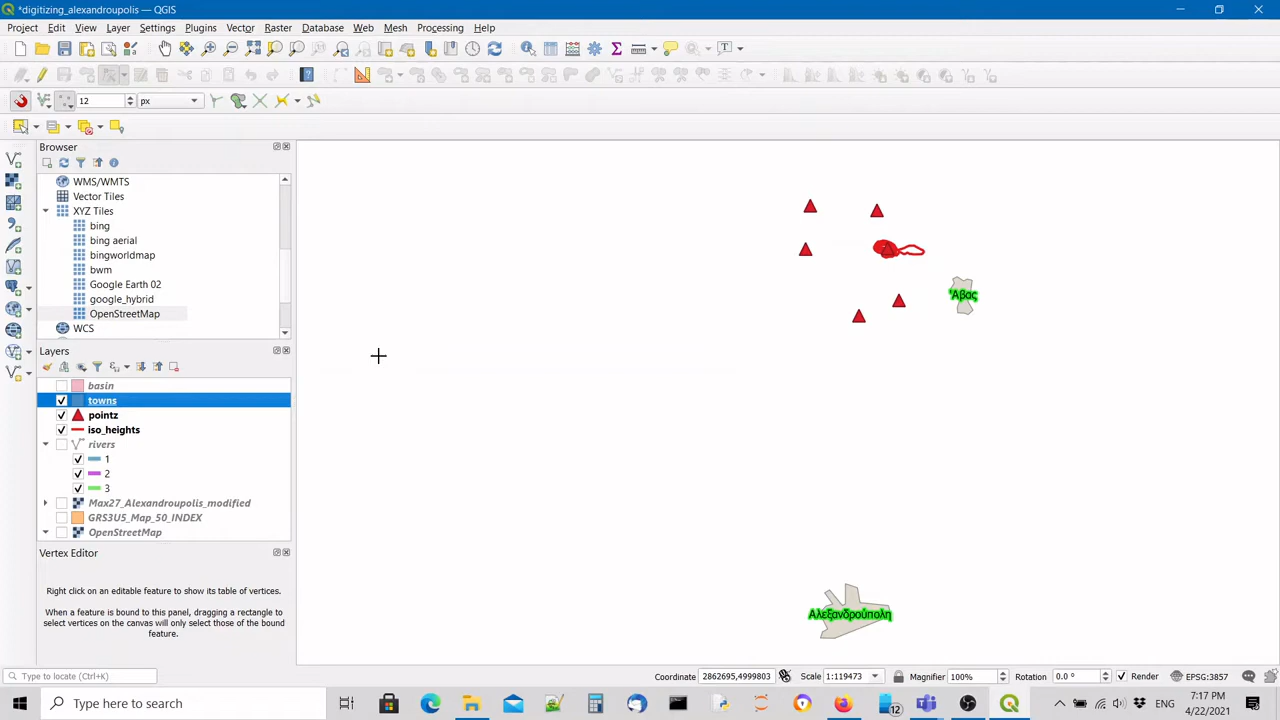 *digitizing_alexandroupolis — QGIS
Project Edit View Layer Settings Plugins Vector Raster Database Web Mesh Processing Help
12 px
Browser
WMS/WMTS
Vector Tiles
XYZ Tiles
bing
bing aerial
bingworldmap
bwm
Google Earth 02
google_hybrid
OpenStreetMap
WCS
Layers
basin
towns
pointz
iso_heights
rivers
1
2
3
Max27_Alexandroupolis_modified
GRS3U5_Map_50_INDEX
OpenStreetMap
Vertex Editor
Right click on an editable feature to show its table of vertices.
When a feature is bound to this panel, dragging a rectangle to
select vertices on the canvas will only select those of the bound
feature.
Άβας
Αλεξανδρούπολη
Type to locate (Ctrl+K) Coordinate 2862695,4999803 Scale 1:119473 Magnifier 100% Rotation 0.0 ° Render EPSG:3857
Type here to search 12 ENG 7:17 PM
4/22/2021